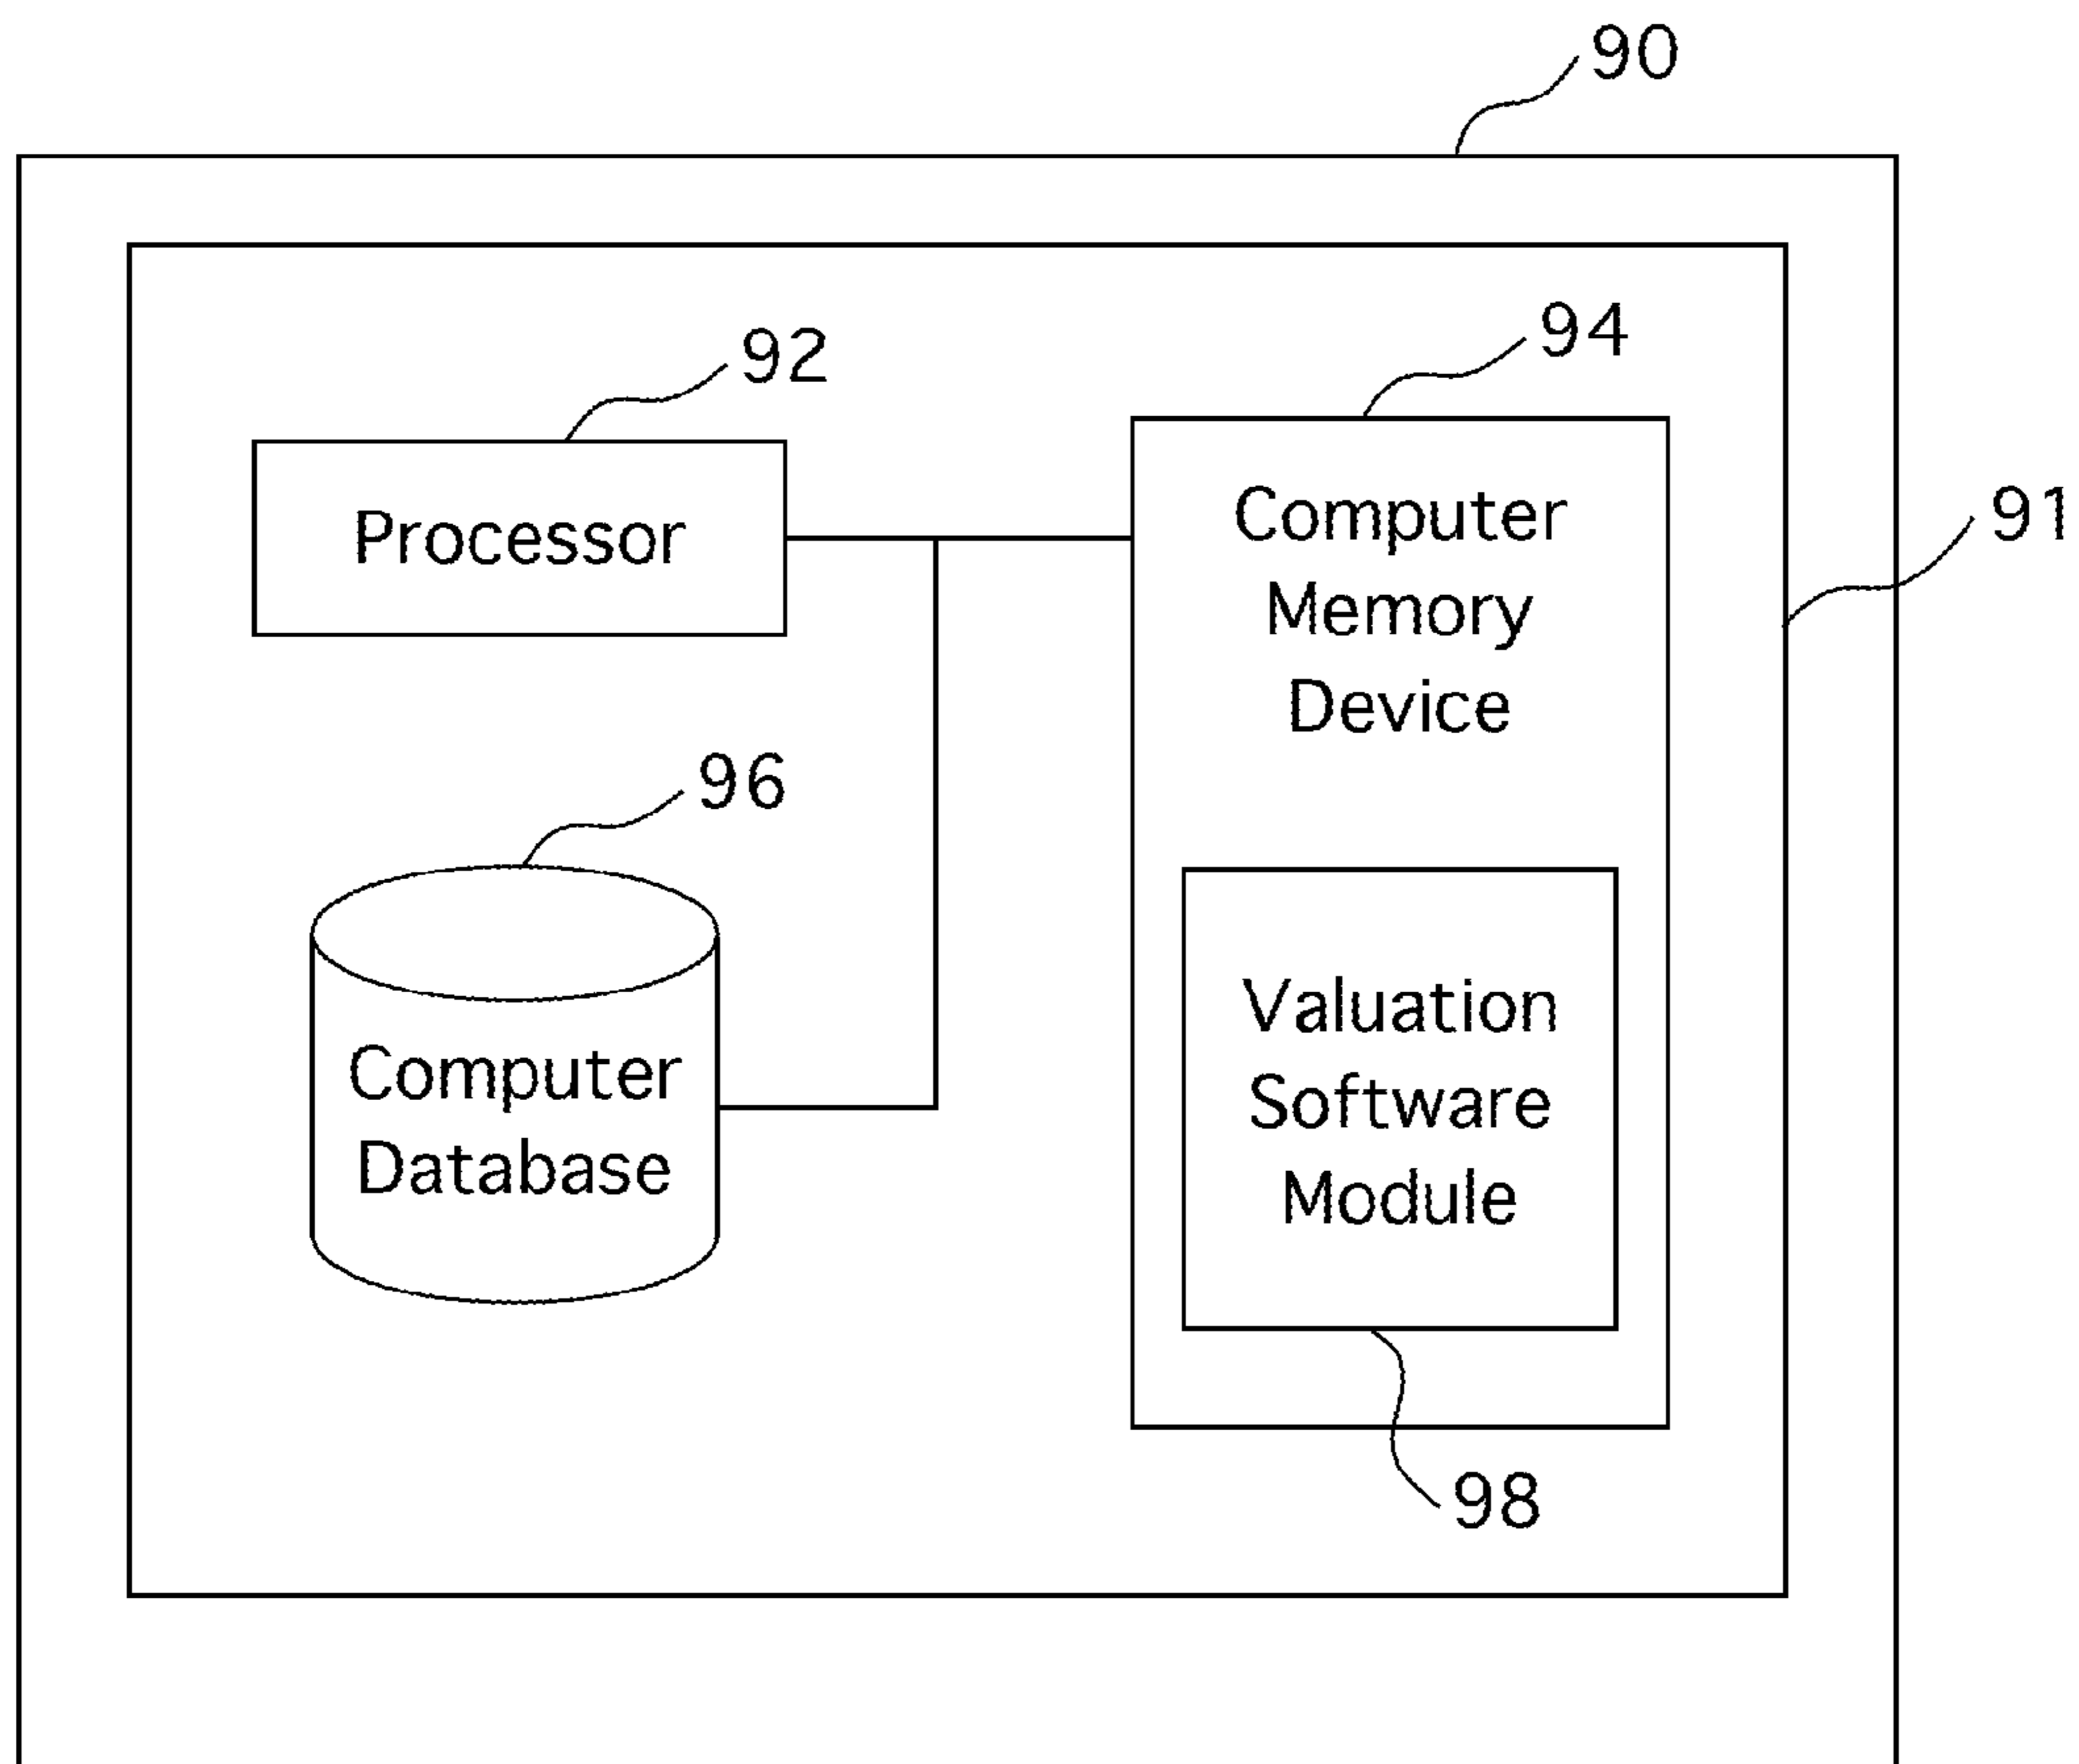 90
92
94
Processor
Computer
Memory
Device
91
96
Computer
Database
Valuation
Software
Module
98